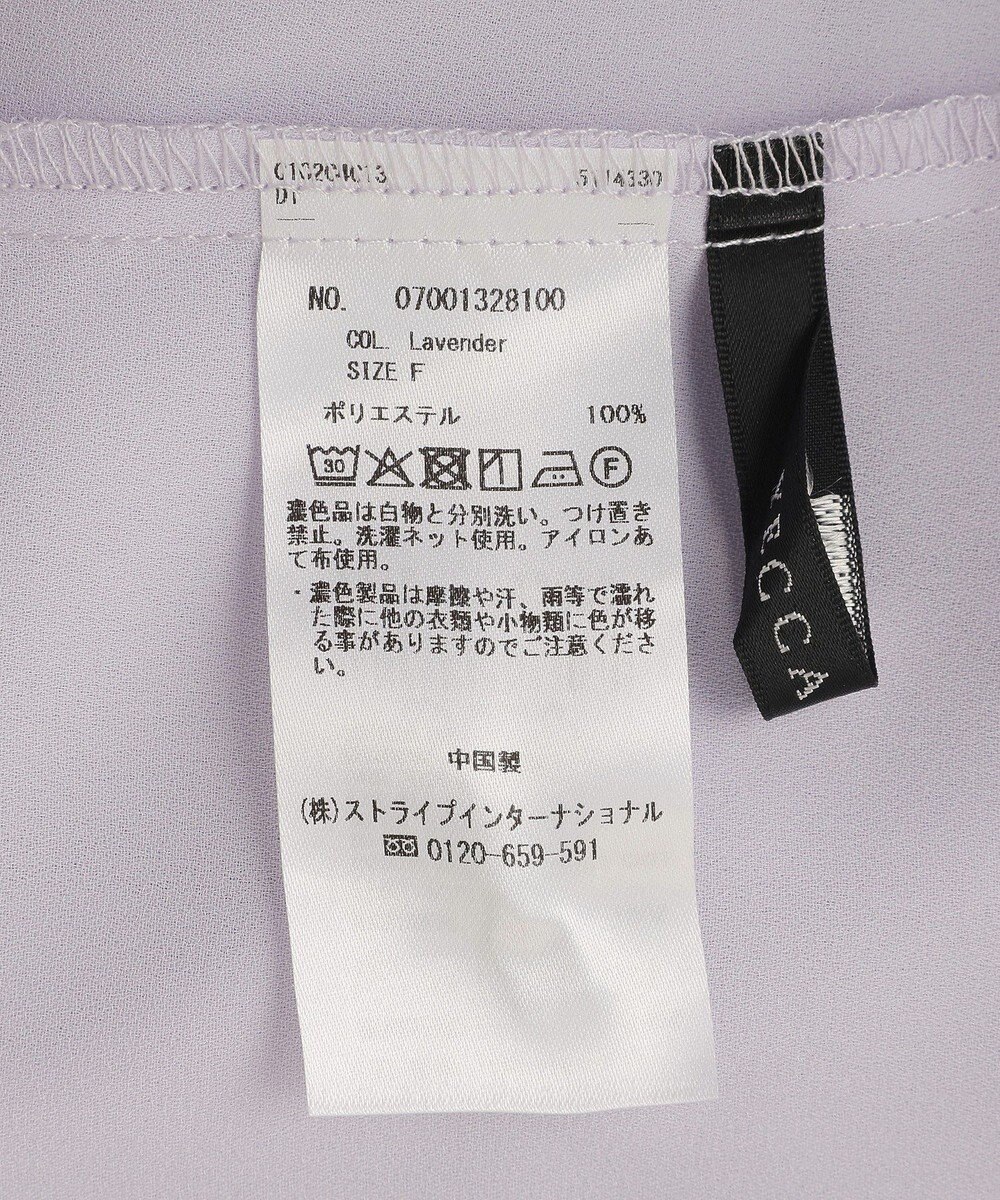 D1
NO. 07001328100
COL. Lavender
SIZE F
ポリエステル 100%
30 F
濃色品は白物と分別洗い。つけ置き
禁止。洗濯ネット使用。アイロンあ
て布使用。
・濃色製品は摩擦や汗、雨等で濡れ
た際に他の衣類や小物類に色が移
る事がありますのでご注意くださ
い。
中国製
(株)ストライプインターナショナル
0120-659-591